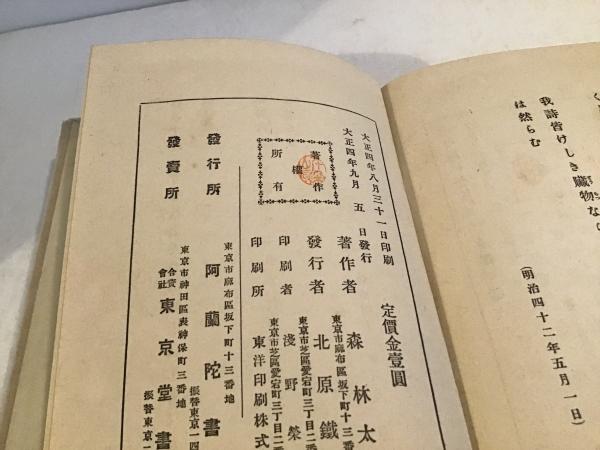 我詩皆けしき臓物な
は然らむ
(明治四十二年五月一日)
定價金壹圓
大正四年八月三十一日印刷
大正四年九月五日發行
著作
權
所有
著作者 東京市麻布區坂下町十三番 森林太
發行者 東京市芝區愛宕町三丁目二 北原鐵
印刷者 東京市芝區愛宕町三丁目二 淺野榮
印刷所 東洋印刷株式
發行所 東京市麻布區坂下町十三番地 阿蘭陀書
振替東京一四
發賣所 東京市神田區表神保町三番地 合資會社 東京堂書
振替東京一